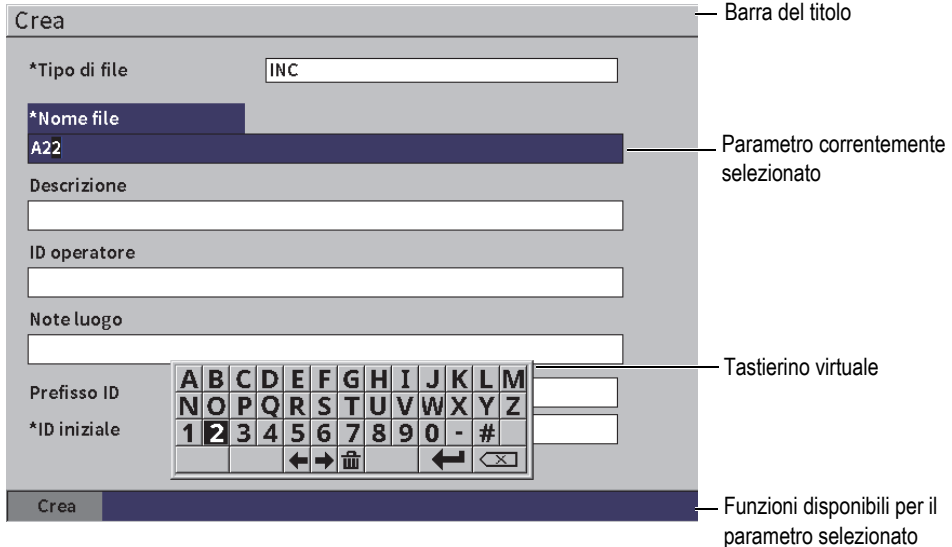 Crea
Barra del titolo
*Tipo di file
INC
*Nome file
A22
Parametro correntemente
selezionato
Descrizione
ID operatore
Note luogo
Tastierino virtuale
Prefisso ID
*ID iniziale
A B C D E F G H I J K L M
N O P Q R S T U V W X Y Z
1 2 3 4 5 6 7 8 9 0 - #
Crea
Funzioni disponibili per il
parametro selezionato